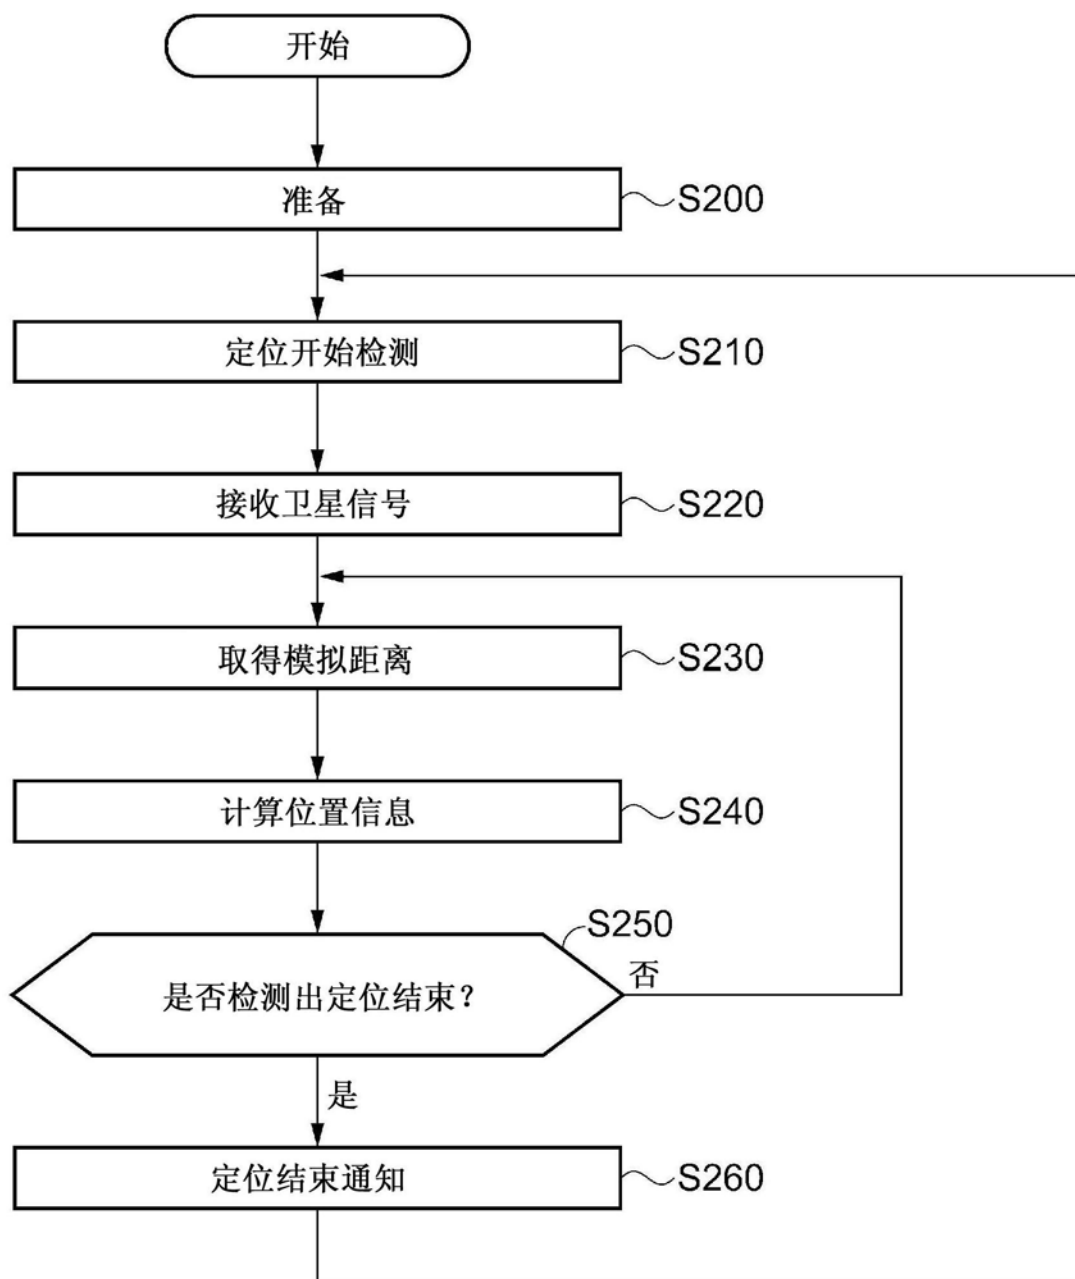 开始
准备
S200
定位开始检测
S210
接收卫星信号
S220
取得模拟距离
S230
计算位置信息
S240
S250
是否检测出定位结束？
否
是
定位结束通知
S260